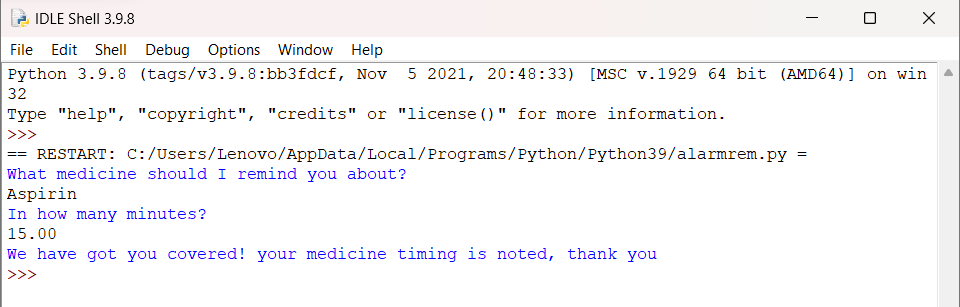 IDLE Shell 3.9.8
File Edit Shell Debug Options Window Help
Python 3.9.8 (tags/v3.9.8:bb3fdcf, Nov  5 2021, 20:48:33) [MSC v.1929 64 bit (AMD64)] on win
32
Type "help", "copyright", "credits" or "license()" for more information.
>>>
== RESTART: C:/Users/Lenovo/AppData/Local/Programs/Python/Python39/alarmrem.py =
What medicine should I remind you about?
Aspirin
In how many minutes?
15.00
We have got you covered! your medicine timing is noted, thank you
>>>